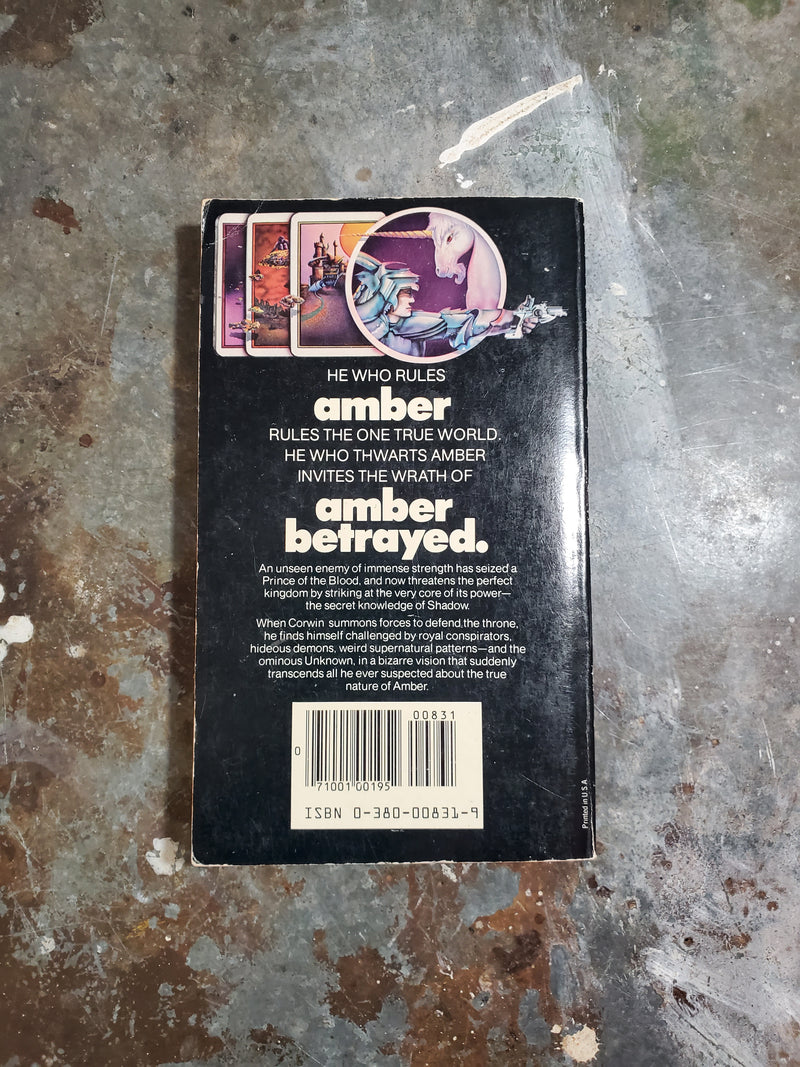 HE WHO RULES
amber
RULES THE ONE TRUE WORLD.
HE WHO THWARTS AMBER
INVITES THE WRATH OF
amber
betrayed.
An unseen enemy of immense strength has seized a
Prince of the Blood, and now threatens the perfect
kingdom by striking at the very core of its power—
the secret knowledge of Shadow.
When Corwin summons forces to defend the throne,
he finds himself challenged by royal conspirators,
hideous demons, weird supernatural patterns—and the
ominous Unknown, in a bizarre vision that suddenly
transcends all he ever suspected about the true
nature of Amber.
00831
0
71001 00195
ISBN 0-380-00831-9
Printed in U.S.A.